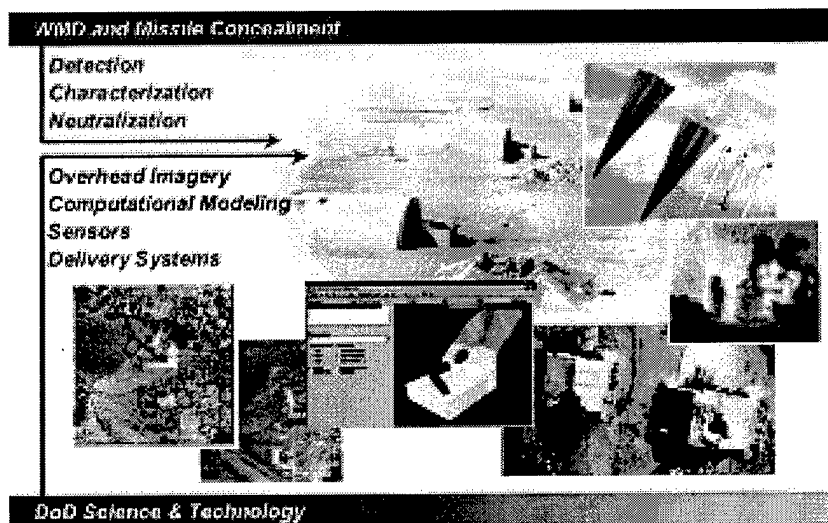 WMD and Missile Concealment
Detection
Characterization
Neutralization
Overhead Imagery
Computational Modeling
Sensors
Delivery Systems
DoD Science & Technology